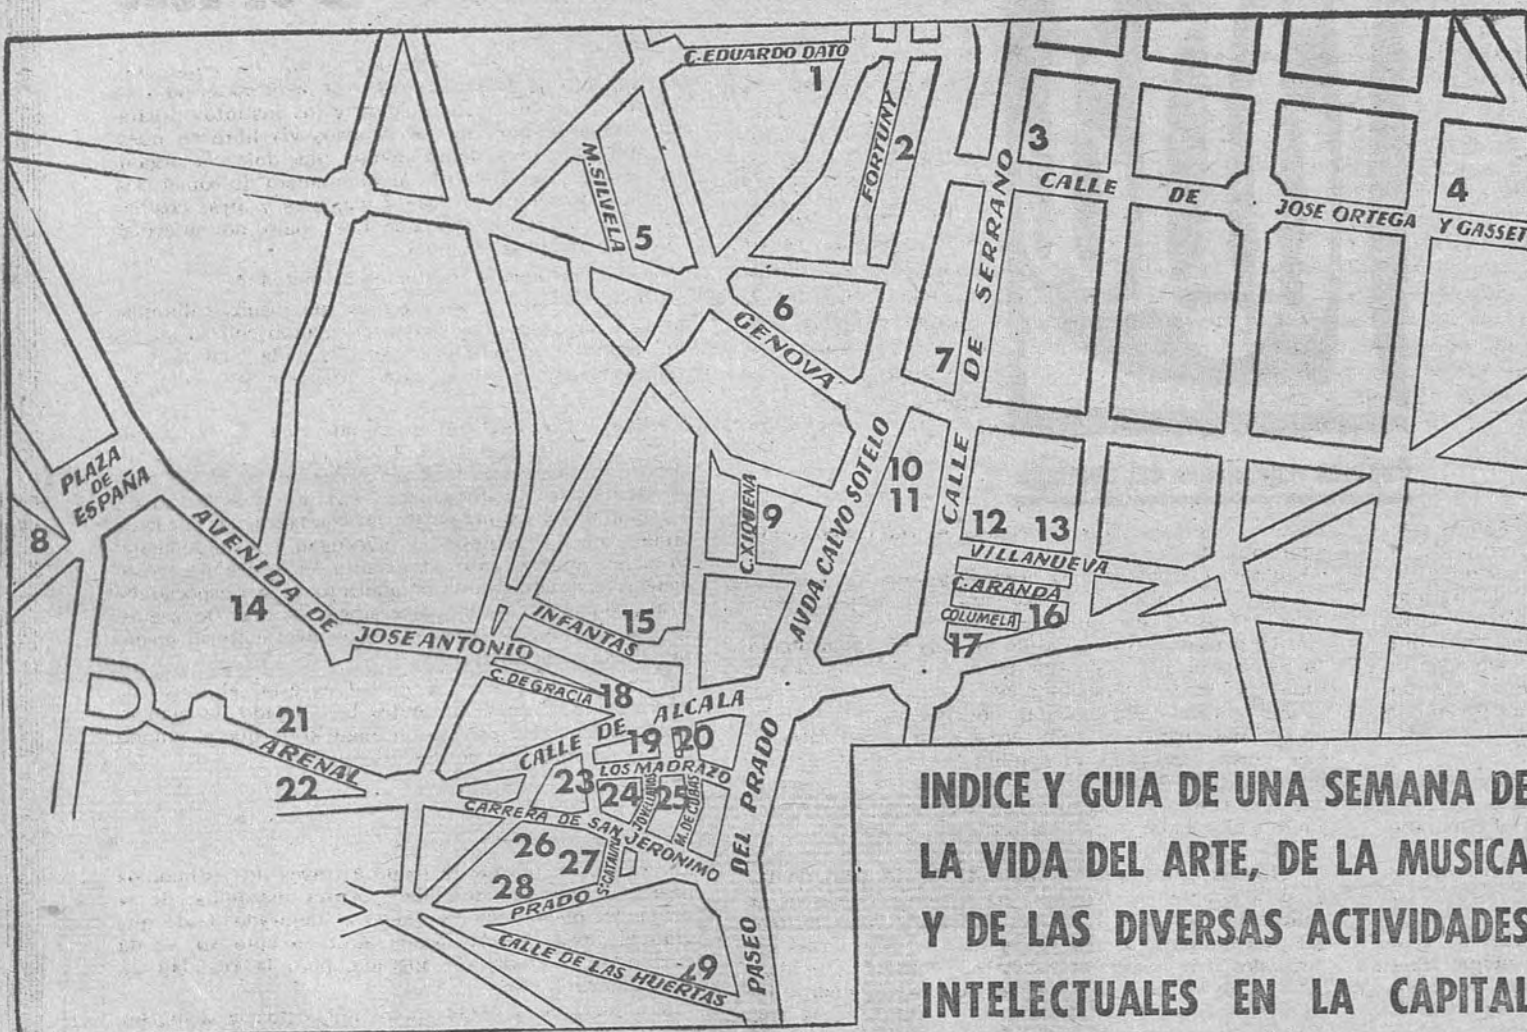 C. EDUARDO DATO
1
FORTUNY
2
3
CALLE DE JOSE ORTEGA Y GASSET
4
M. SILVELA
5
6
GENOVA
7
CALLE DE SERRANO
PLAZA
DE
ESPAÑA
8
C. XIQUENA
9
AVDA. CALVO SOTELO
10
11
12
13
VILLANUEVA
C. ARANDA
COLUMELA
16
17
AVENIDA DE JOSE ANTONIO
14
INFANTAS
15
C. DE GRACIA
18
CALLE DE ALCALA
19
20
LOS MADRAZO
21
ARENAL
22
23
24
JOVELLANOS
25
M. DE CUBAS
CARRERA DE SAN JERONIMO
26
27
STA CATALINA
28
PRADO
CALLE DE LAS HUERTAS
29
PASEO DEL PRADO
INDICE Y GUIA DE UNA SEMANA DE
LA VIDA DEL ARTE, DE LA MUSICA
Y DE LAS DIVERSAS ACTIVIDADES
INTELECTUALES EN LA CAPITAL